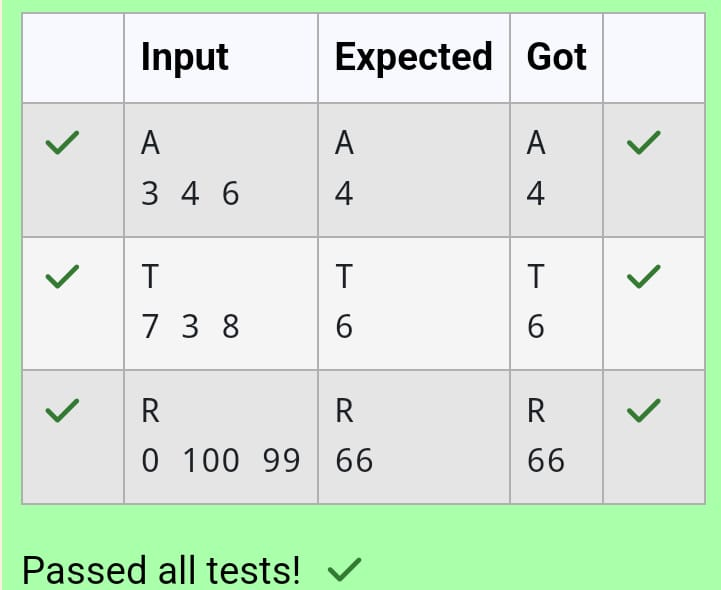 Input Expected Got
A A A
3 4 6 4 4
T T T
7 3 8 6 6
R R R
0 100 99 66 66
Passed all tests!